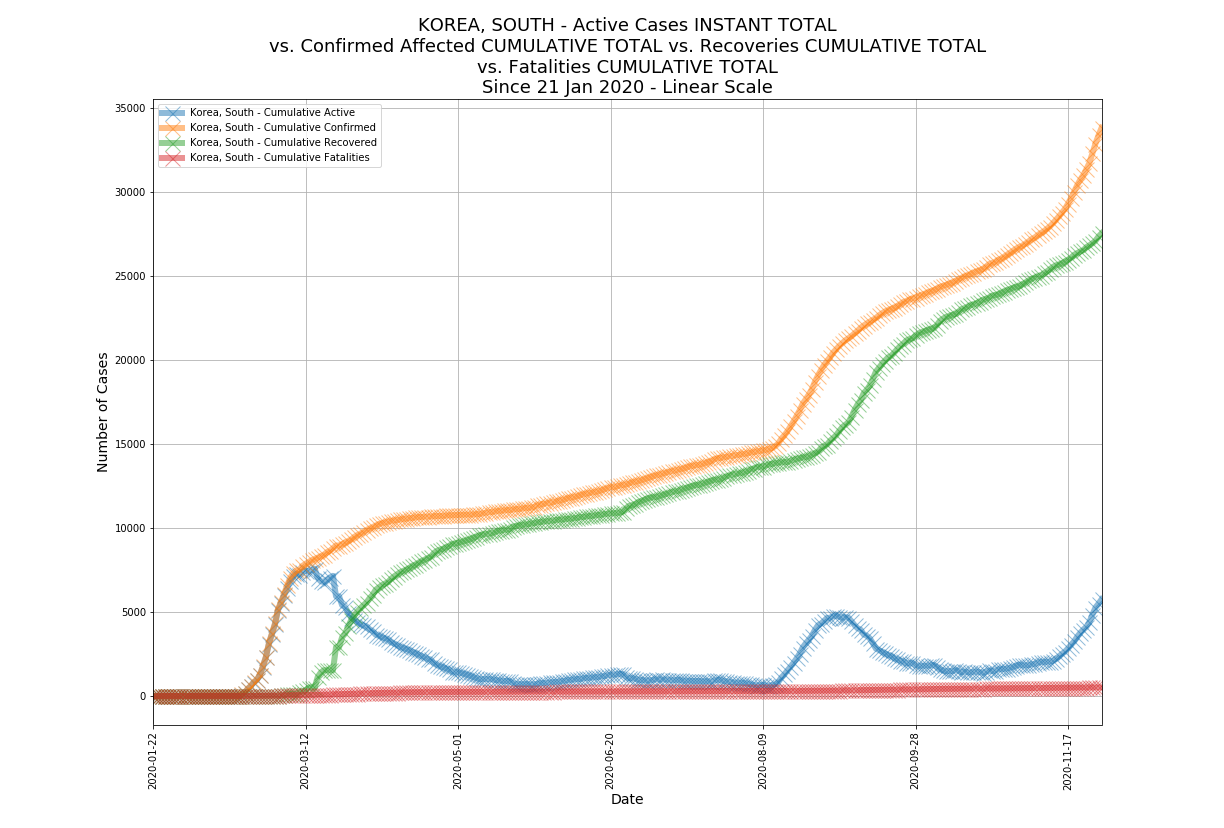 KOREA, SOUTH - Active Cases INSTANT TOTAL
vs. Confirmed Affected CUMULATIVE TOTAL vs. Recoveries CUMULATIVE TOTAL
vs. Fatalities CUMULATIVE TOTAL
Since 21 Jan 2020 - Linear Scale
Korea, South - Cumulative Active
Korea, South - Cumulative Confirmed
Korea, South - Cumulative Recovered
Korea, South - Cumulative Fatalities
Number of Cases
35000
30000
25000
20000
15000
10000
5000
0
2020-01-22
2020-03-12
2020-05-01
2020-06-20
2020-08-09
2020-09-28
2020-11-17
Date